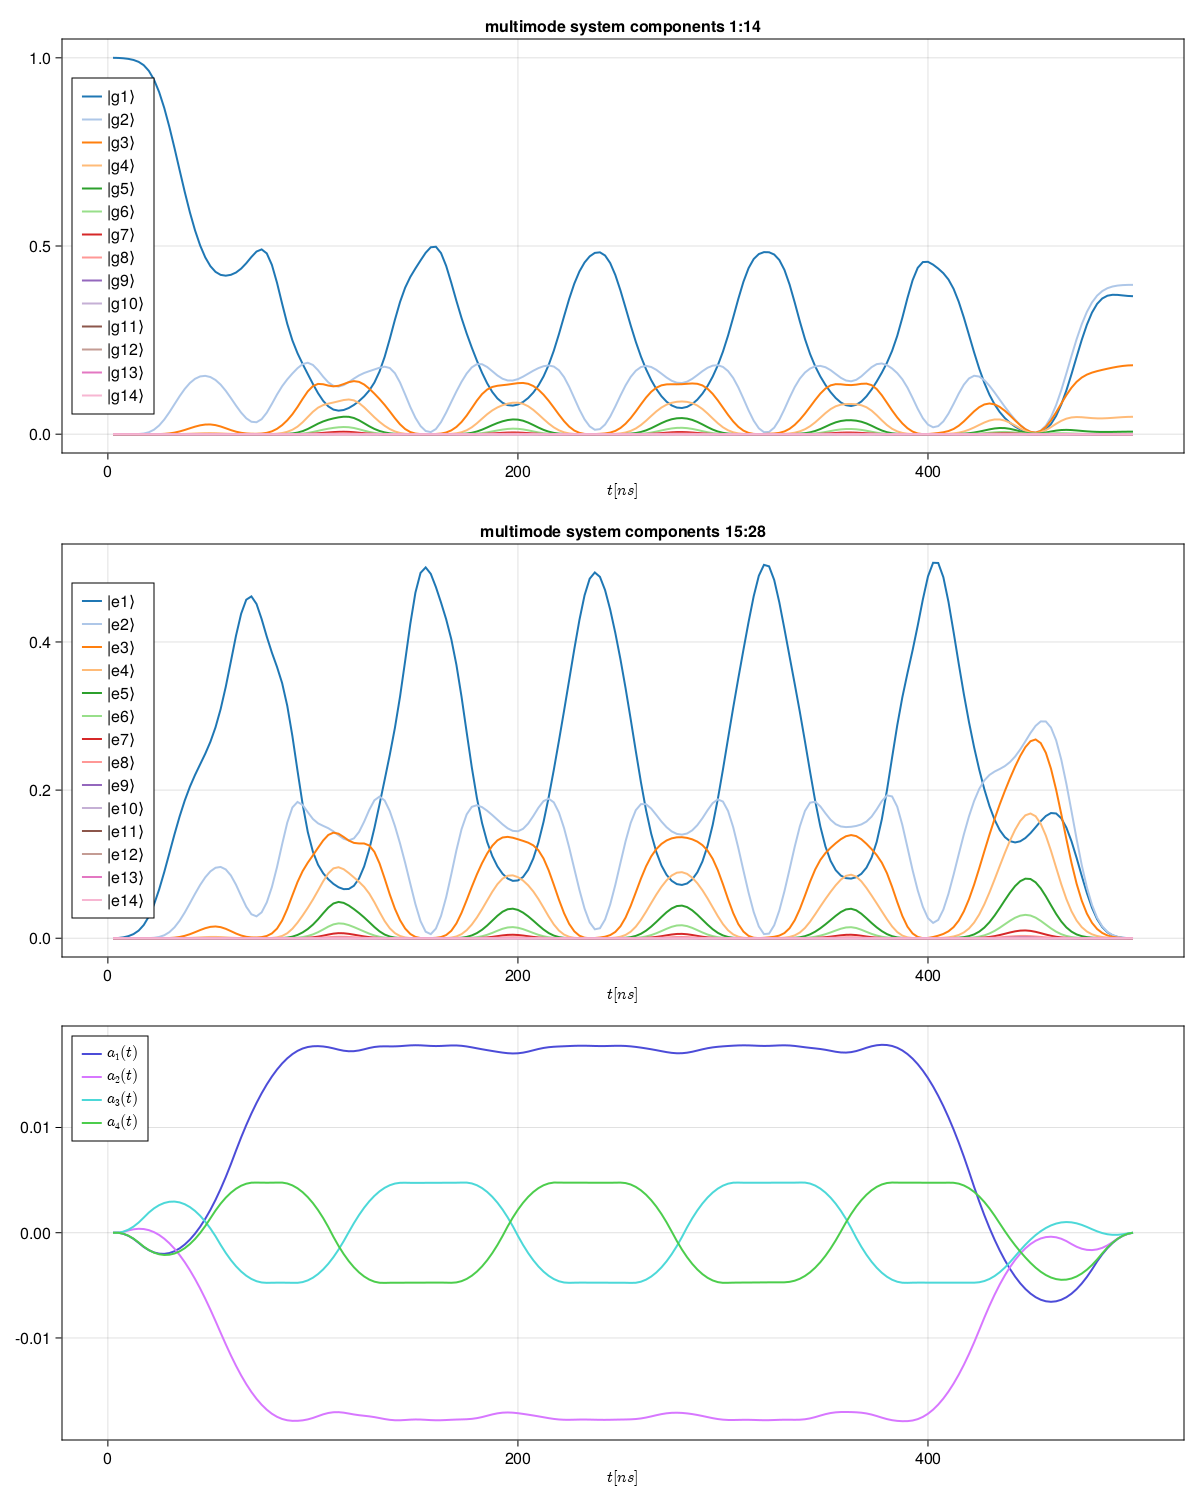 multimode system components 1:14
1.0
0.5
0.0
|g1⟩
|g2⟩
|g3⟩
|g4⟩
|g5⟩
|g6⟩
|g7⟩
|g8⟩
|g9⟩
|g10⟩
|g11⟩
|g12⟩
|g13⟩
|g14⟩
0 200 400
t[ns]
multimode system components 15:28
0.4
0.2
0.0
|e1⟩
|e2⟩
|e3⟩
|e4⟩
|e5⟩
|e6⟩
|e7⟩
|e8⟩
|e9⟩
|e10⟩
|e11⟩
|e12⟩
|e13⟩
|e14⟩
0 200 400
t[ns]
a₁(t)
a₂(t)
a₃(t)
a₄(t)
0.01
0.00
-0.01
0 200 400
t[ns]